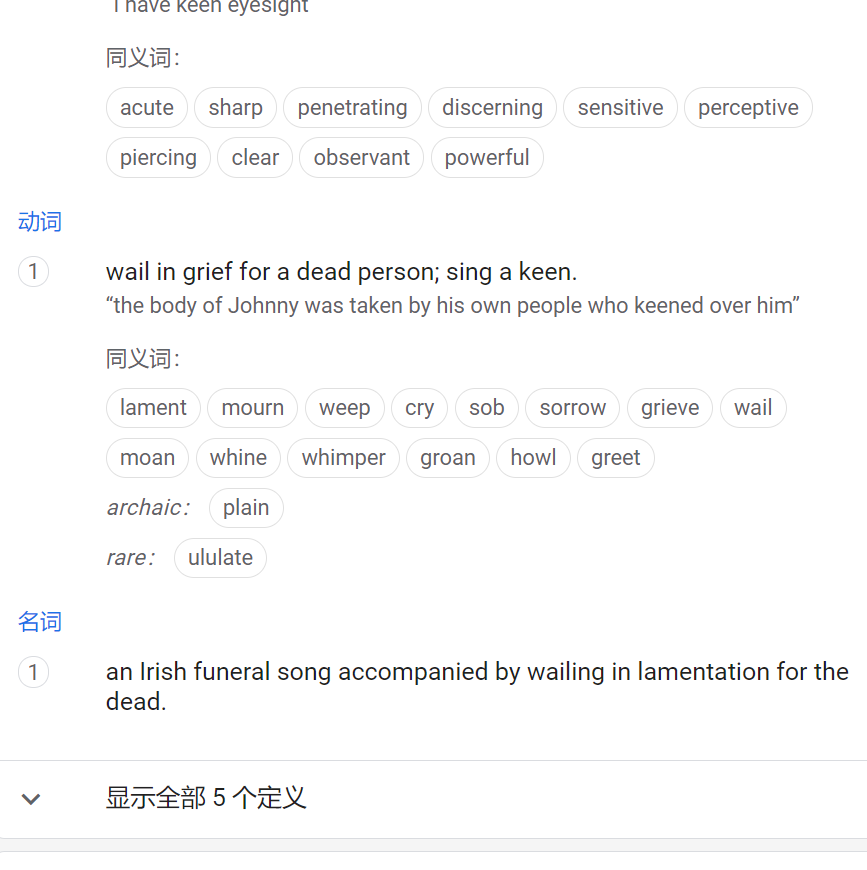 I have keen eyesight
同义词：
acute sharp penetrating discerning sensitive perceptive
piercing clear observant powerful
动词
1 wail in grief for a dead person; sing a keen.
“the body of Johnny was taken by his own people who keened over him”
同义词：
lament mourn weep cry sob sorrow grieve wail
moan whine whimper groan howl greet
archaic： plain
rare： ululate
名词
1 an Irish funeral song accompanied by wailing in lamentation for the
dead.
显示全部 5 个定义